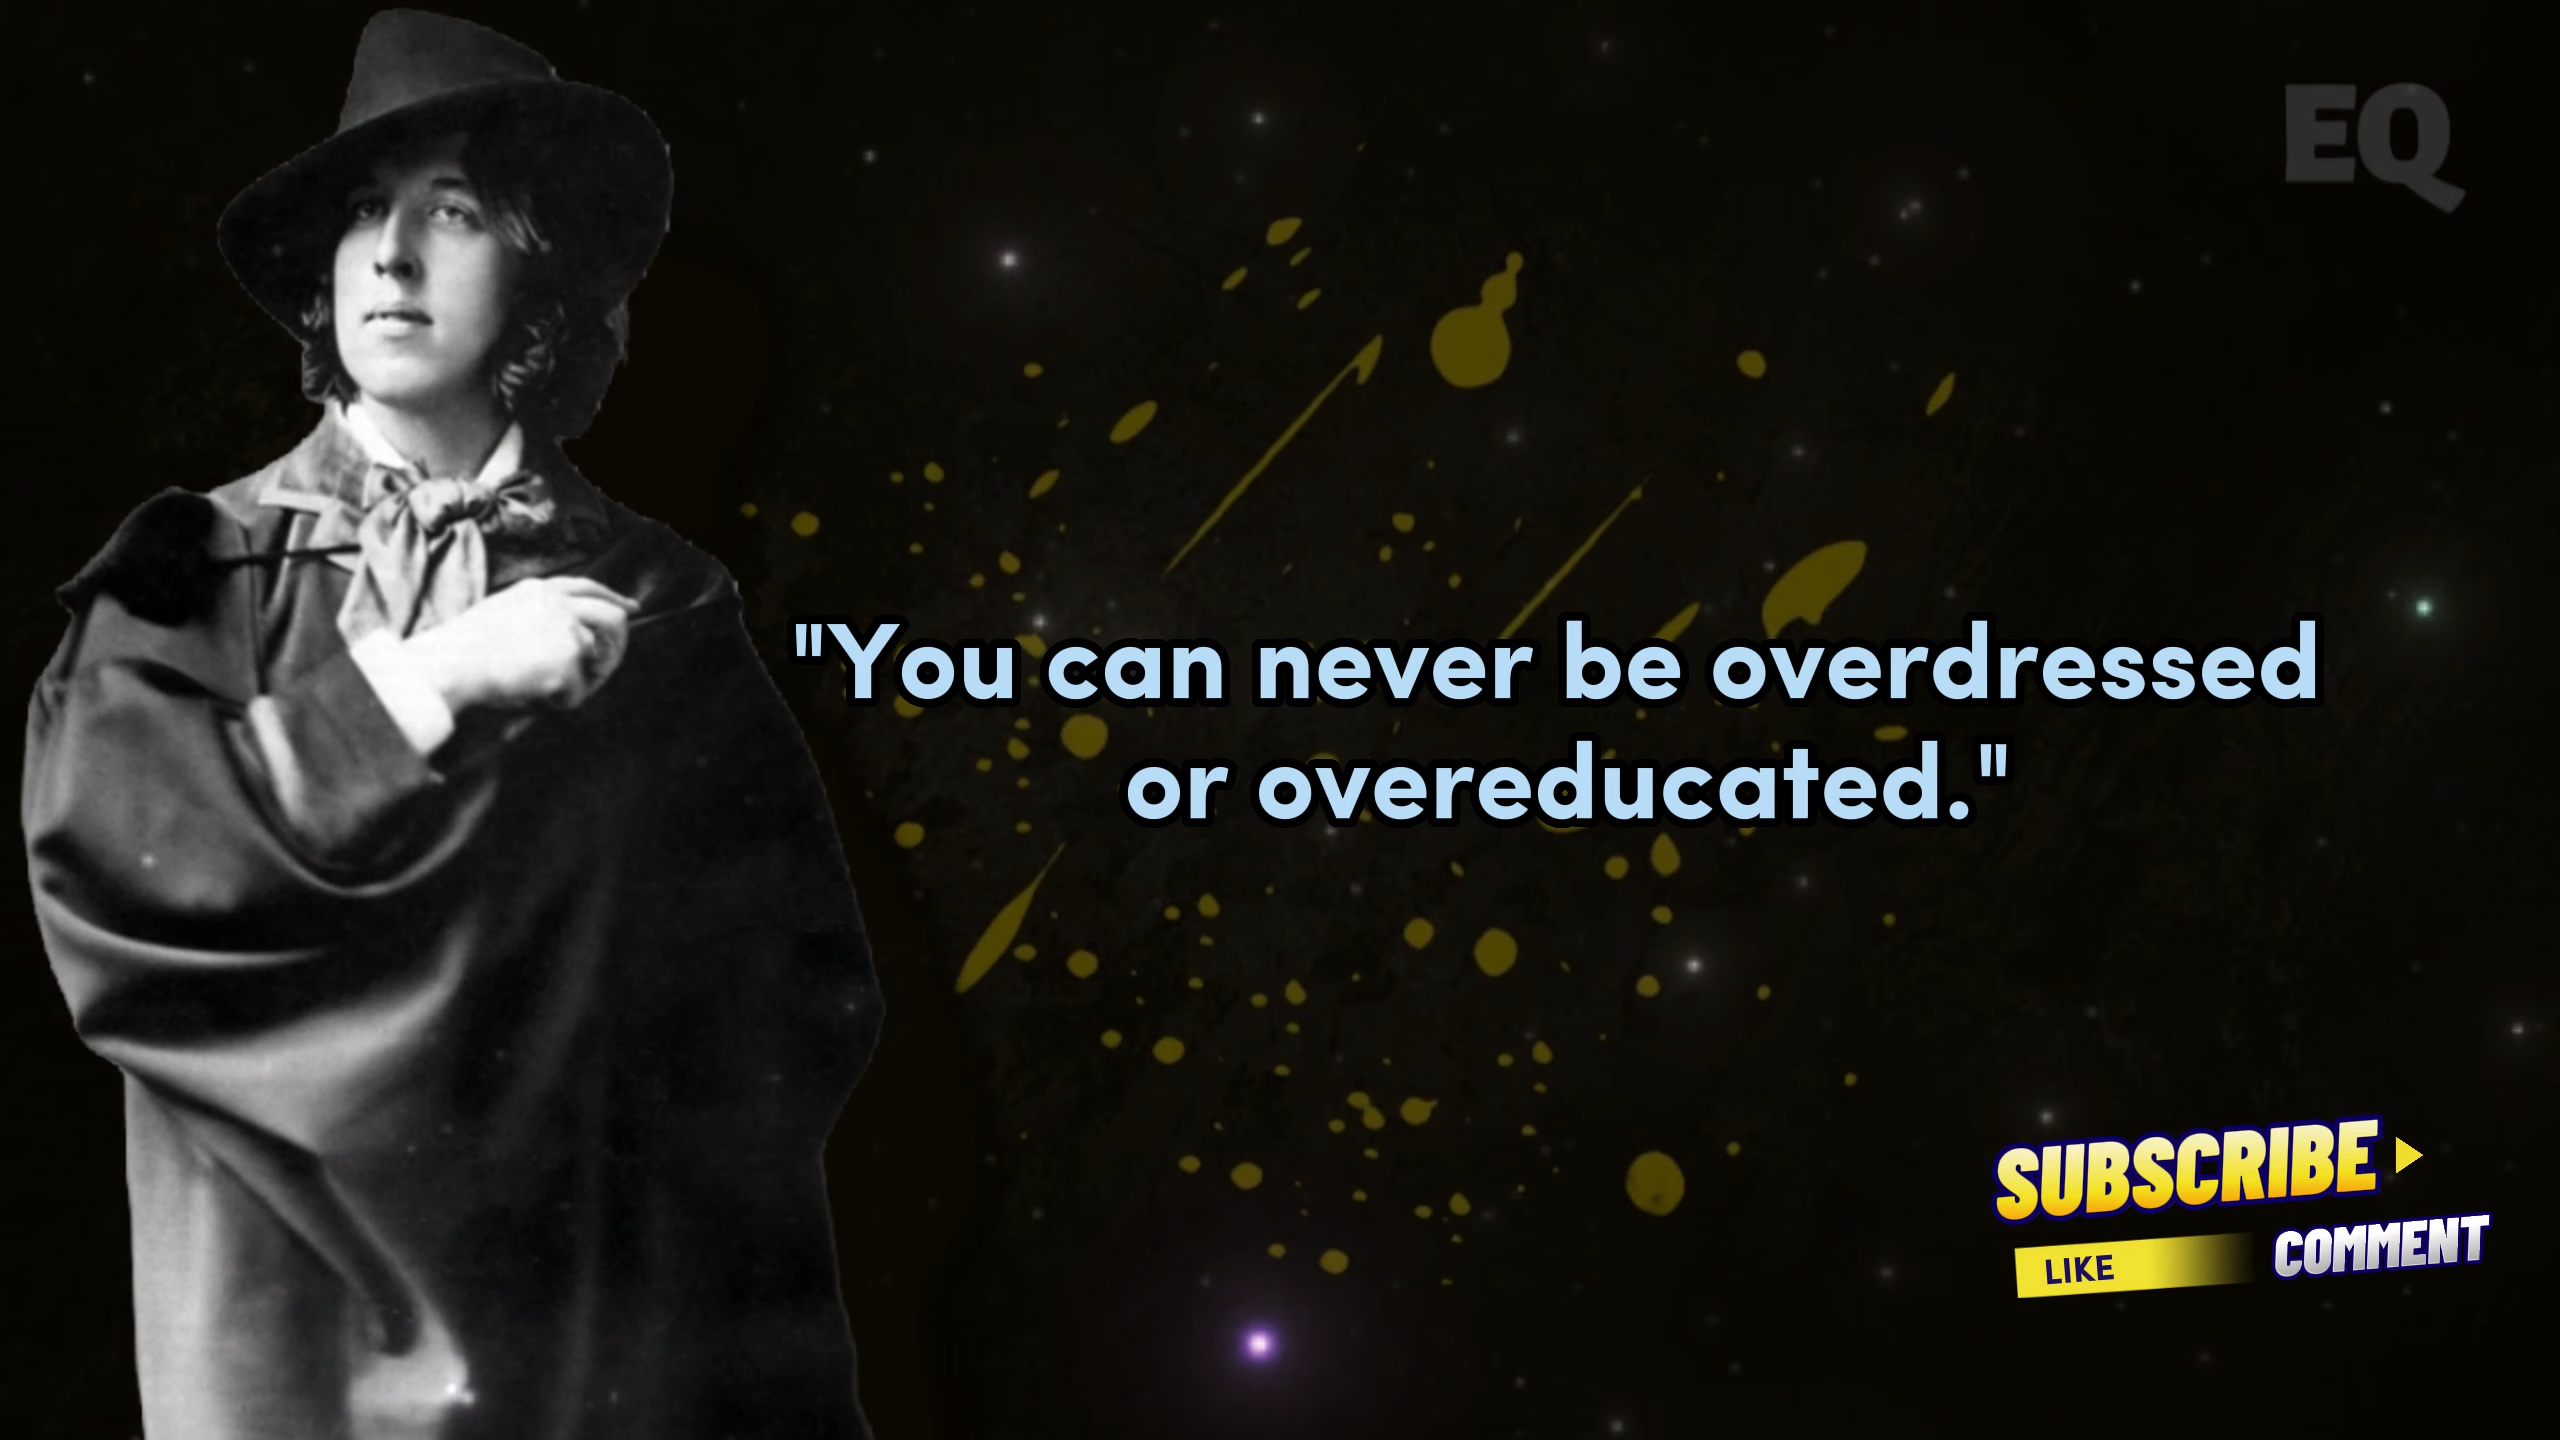 EQ
"You can never be overdressed
or overeducated."
SUBSCRIBE
LIKE
COMMENT